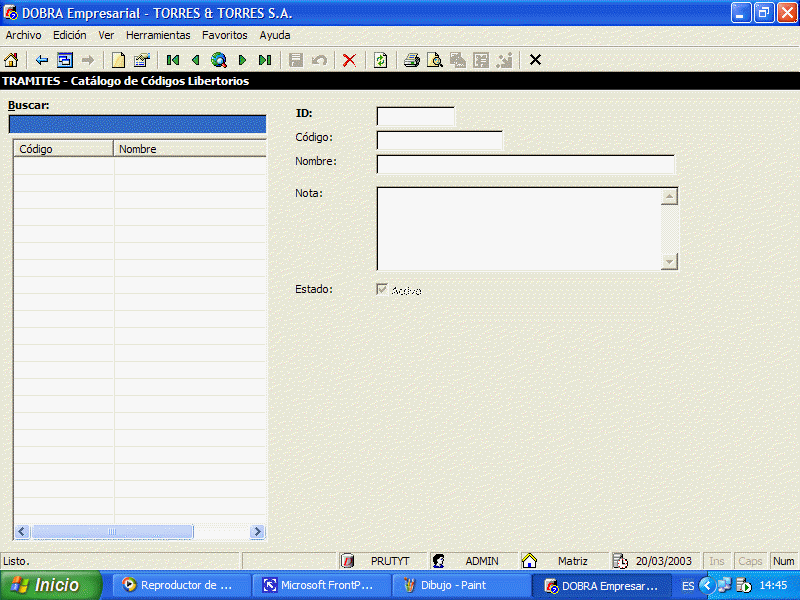 DOBRA Empresarial - TORRES & TORRES S.A.
Archivo Edición Ver Herramientas Favoritos Ayuda
TRAMITES - Catálogo de Códigos Libertorios
Buscar:
Código Nombre
ID:
Código:
Nombre:
Nota:
Estado: Activo
Listo. PRUTYT ADMIN Matriz 20/03/2003 Ins Caps Num
Inicio Reproductor de ... Microsoft FrontP... Dibujo - Paint DOBRA Empresar... ES 14:45